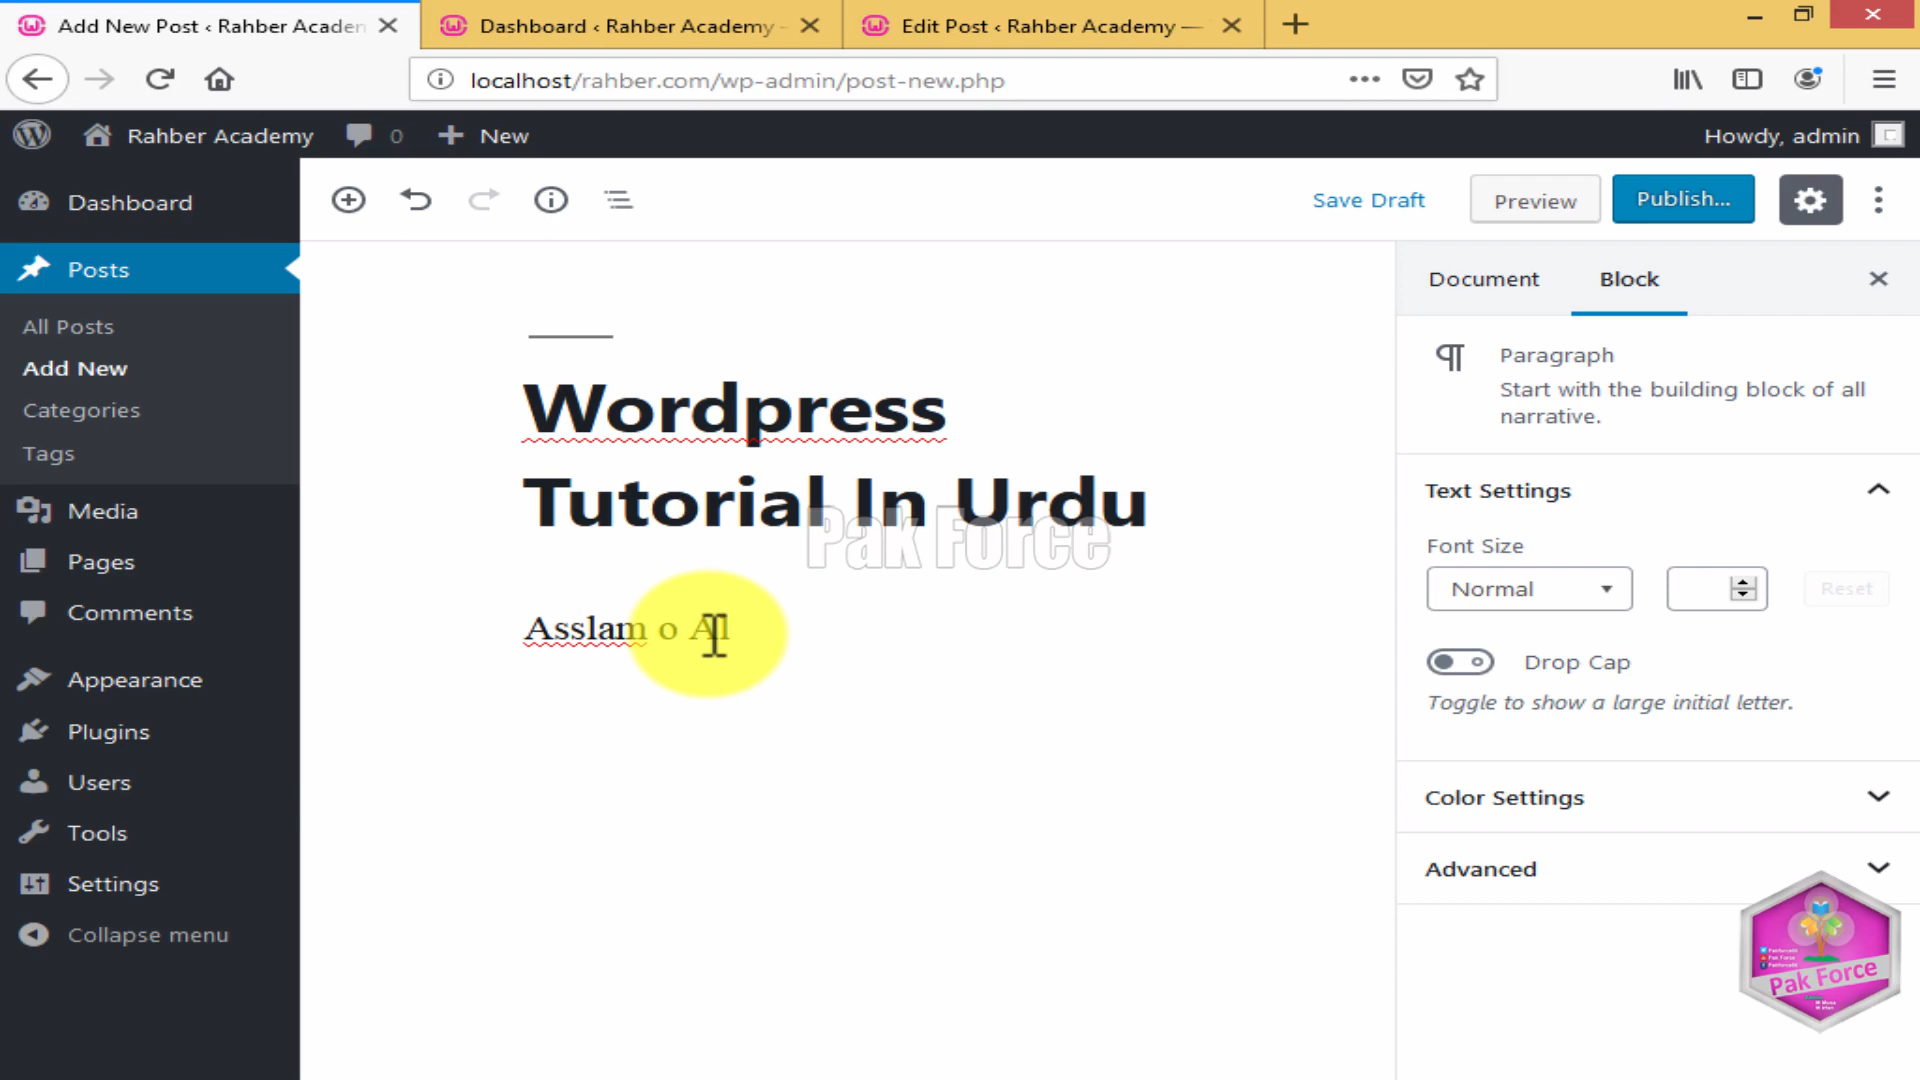 Add New Post ‹ Rahber Academ
Dashboard ‹ Rahber Academy -
Edit Post ‹ Rahber Academy —
localhost/rahber.com/wp-admin/post-new.php
Rahber Academy
0
New
Howdy, admin
Dashboard
Posts
All Posts
Add New
Categories
Tags
Media
Pages
Comments
Appearance
Plugins
Users
Tools
Settings
Collapse menu
Save Draft
Preview
Publish...
Wordpress
Tutorial In Urdu
Pak Force
Asslam o Al
Document
Block
Paragraph
Start with the building block of all
narrative.
Text Settings
Font Size
Normal
Reset
Drop Cap
Toggle to show a large initial letter.
Color Settings
Advanced
Pak Force
Pak Force